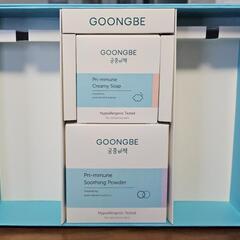 GOONGBE
GOONGBE
궁중비책
Pri-mmune
Creamy Soap
Hypoallergenic Tested
GOONGBE
궁중비책
Pri-mmune
Soothing Powder
Hypoallergenic Tested